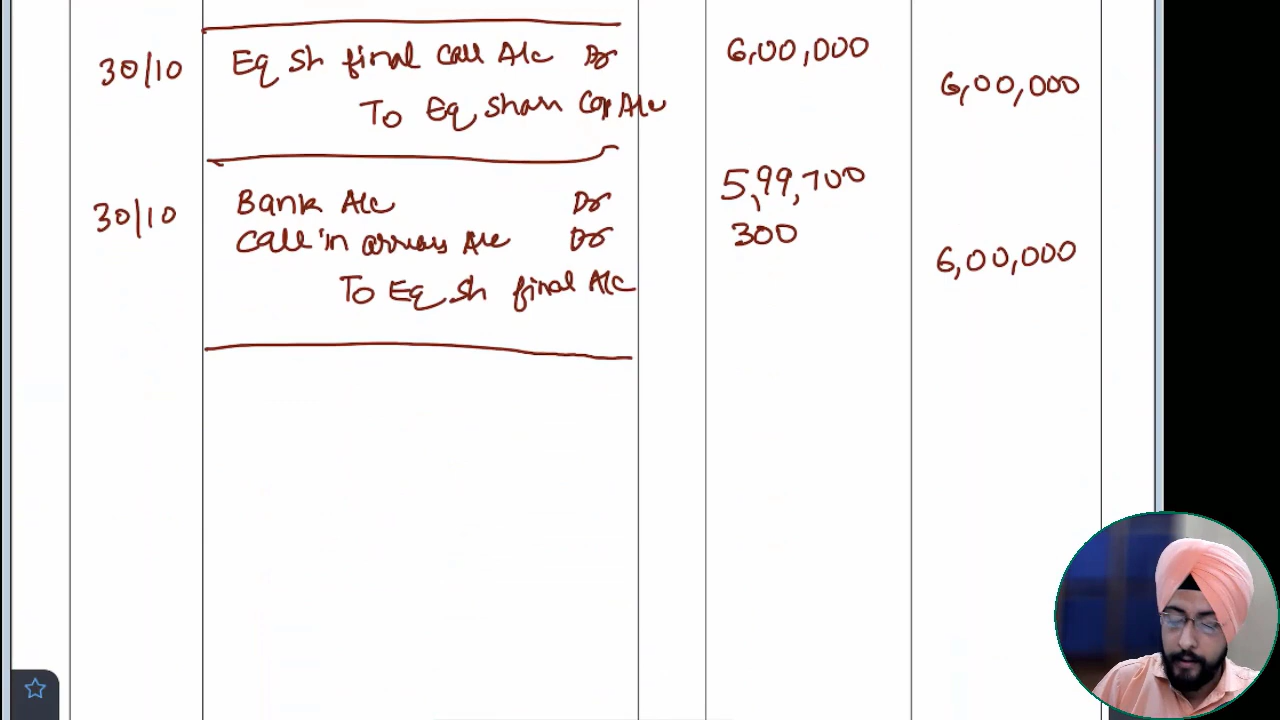 30/10 Eq Sh final Call A/c Dr 6,00,000
To Eq Share Cap A/c 6,00,000
30/10 Bank A/c Dr 5,99,700
Call in arrears A/c Dr 300
To Eq Sh final A/c 6,00,000